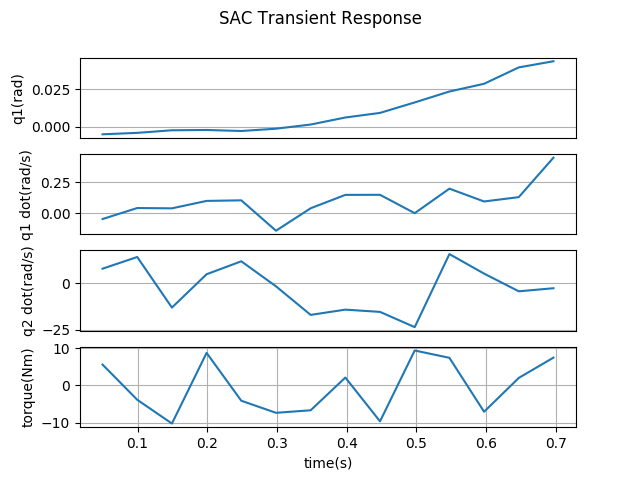 SAC Transient Response
q1(rad)
0.025
0.000
q1 dot(rad/s)
0.25
0.00
q2 dot(rad/s)
0
−25
torque(Nm)
10
0
−10
0.1 0.2 0.3 0.4 0.5 0.6 0.7
time(s)